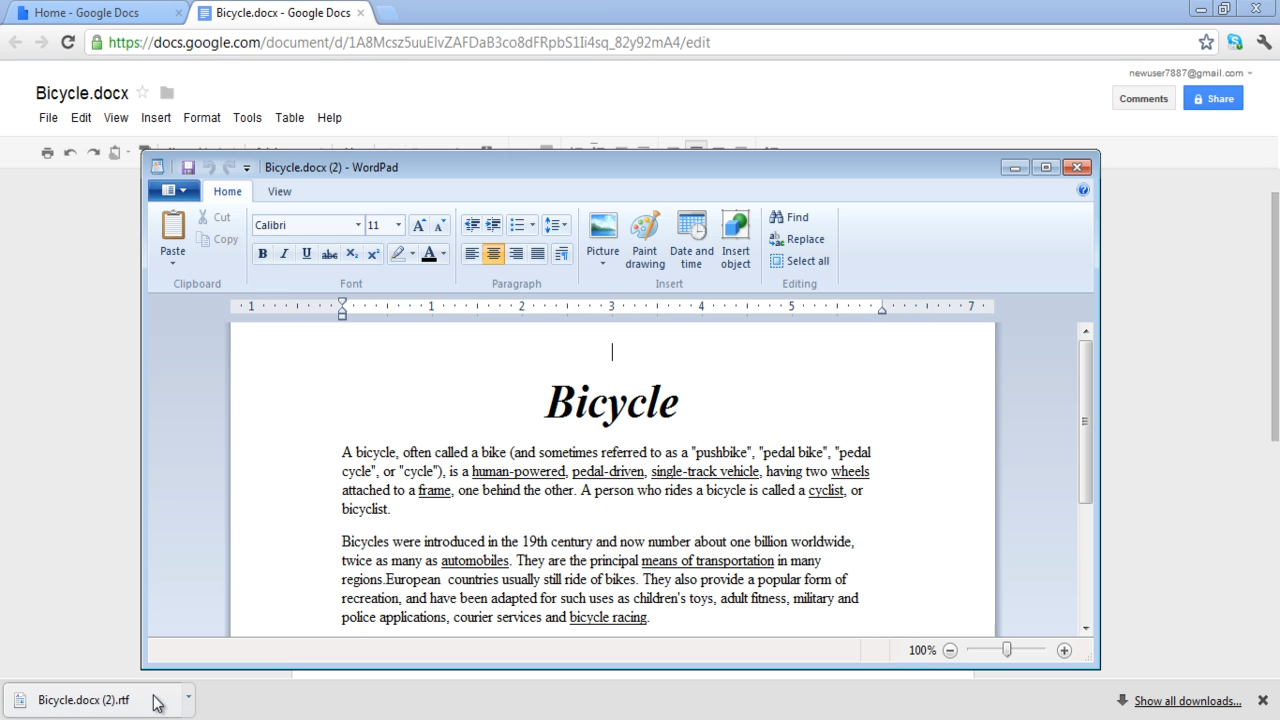 Home - Google Docs
Bicycle.docx - Google Docs
https://docs.google.com/document/d/1A8Mcsz5uuElvZAFDaB3co8dFRpbS1Ii4sq_82y92mA4/edit
newuser7887@gmail.com
Bicycle.docx
Comments
Share
File Edit View Insert Format Tools Table Help
Bicycle.docx (2) - WordPad
Home
View
Paste
Cut
Copy
Clipboard
Calibri
11
Font
Paragraph
Picture
Paint drawing
Date and time
Insert object
Insert
Find
Replace
Select all
Editing
1 1 2 3 4 5 7
Bicycle
A bicycle, often called a bike (and sometimes referred to as a "pushbike", "pedal bike", "pedal
cycle", or "cycle"), is a human-powered, pedal-driven, single-track vehicle, having two wheels
attached to a frame, one behind the other. A person who rides a bicycle is called a cyclist, or
bicyclist.
Bicycles were introduced in the 19th century and now number about one billion worldwide,
twice as many as automobiles. They are the principal means of transportation in many
regions.European  countries usually still ride of bikes. They also provide a popular form of
recreation, and have been adapted for such uses as children's toys, adult fitness, military and
police applications, courier services and bicycle racing.
100%
Bicycle.docx (2).rtf
Show all downloads...